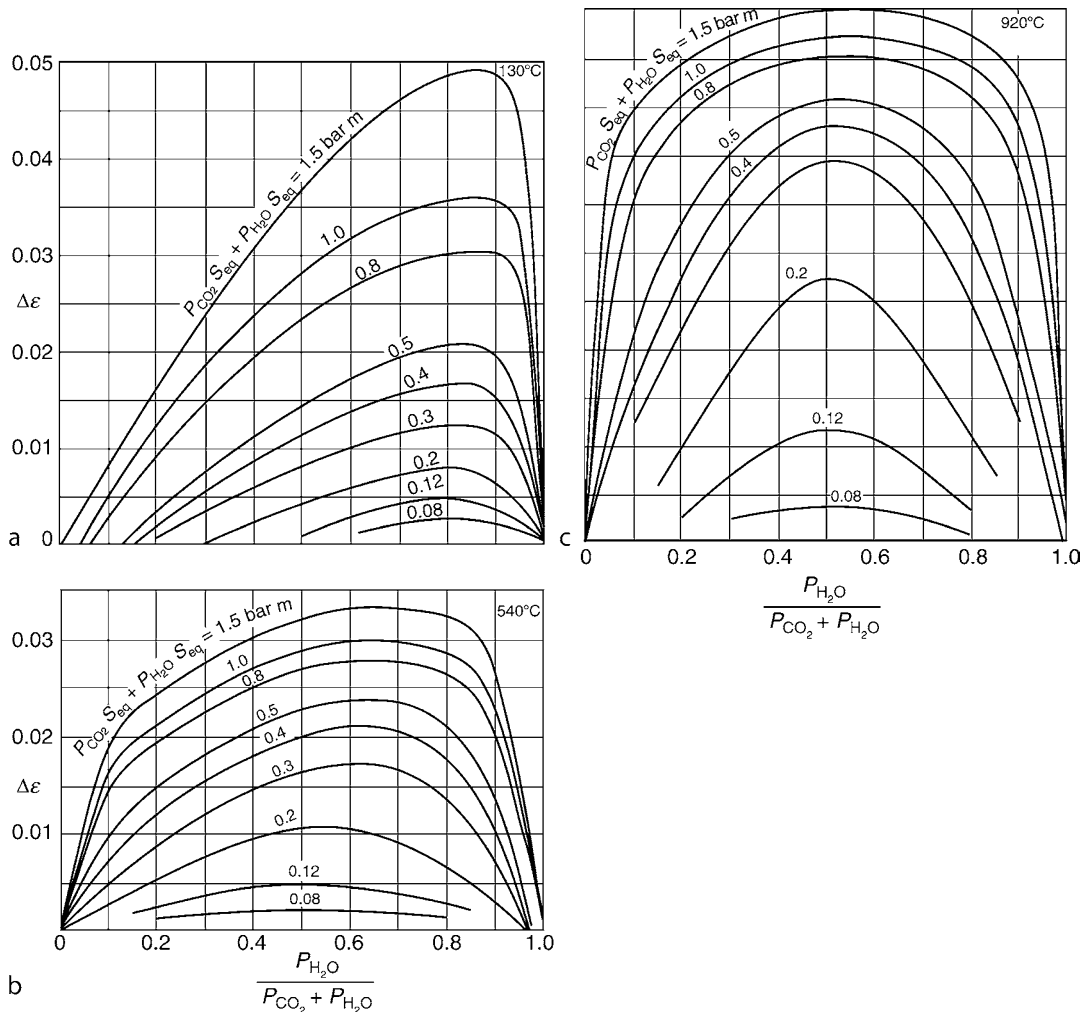 0.05
0.04
0.03
Δε
0.02
0.01
0
a
130°C
P_CO₂ S_eq + P_H₂O S_eq = 1.5 bar m
1.0
0.8
0.5
0.4
0.3
0.2
0.12
0.08
920°C
P_CO₂ S_eq + P_H₂O S_eq = 1.5 bar m
1.0
0.8
0.5
0.4
0.2
0.12
0.08
c
0 0.2 0.4 0.6 0.8 1.0
P_H₂O
P_CO₂ + P_H₂O
540°C
P_CO₂ S_eq + P_H₂O S_eq = 1.5 bar m
0.03
0.02
Δε
0.01
1.0
0.8
0.5
0.4
0.3
0.2
0.12
0.08
0 0.2 0.4 0.6 0.8 1.0
P_H₂O
P_CO₂ + P_H₂O
b